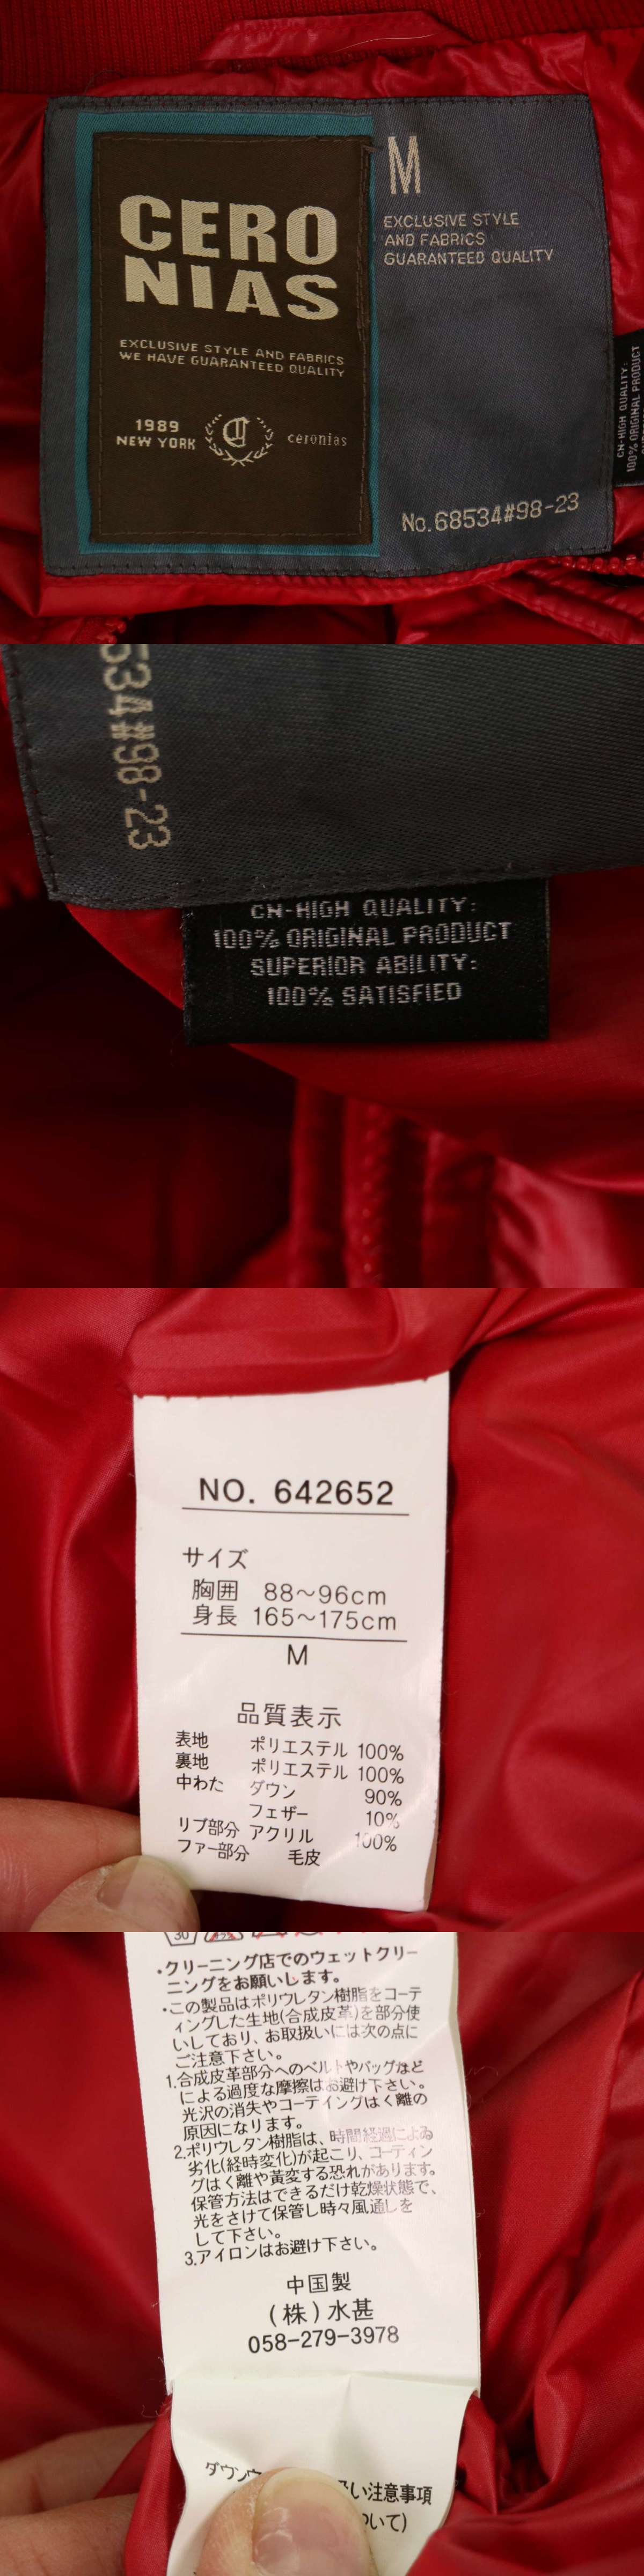 CERO
NIAS
EXCLUSIVE STYLE AND FABRICS
WE HAVE GUARANTEED QUALITY
1989
NEW YORK
C
ceronias
M
EXCLUSIVE STYLE
AND FABRICS
GUARANTEED QUALITY
No.68534#98-23
CN-HIGH QUALITY:
100% ORIGINAL PRODUCT
534#98-23
CN-HIGH QUALITY:
100% ORIGINAL PRODUCT
SUPERIOR ABILITY:
100% SATISFIED
NO. 642652
サイズ
胸囲 88～96cm
身長 165～175cm
M
品質表示
表地 ポリエステル 100%
裏地 ポリエステル 100%
中わた ダウン 90%
フェザー 10%
リブ部分 アクリル 100%
ファー部分 毛皮
30
・クリーニング店でのウェットクリー
ニングをお願いします。
・この製品はポリウレタン樹脂をコーテ
ィングした生地(合成皮革)を部分使
いしており、お取扱いには次の点に
ご注意下さい。
1.合成皮革部分へのベルトやバッグなど
による過度な摩擦はお避け下さい。
光沢の消失やコーテイングはく離の
原因になります。
2.ポリウレタン樹脂は、時間経過による
劣化(経時変化)が起こり、コーティン
グはく離や黄変する恐れがあります。
保管方法はできるだけ乾燥状態で、
光をさけて保管し時々風通しを
して下さい。
3.アイロンはお避け下さい。
中国製
(株)水甚
058-279-3978
ダウンウ
扱い注意事項
ついて)